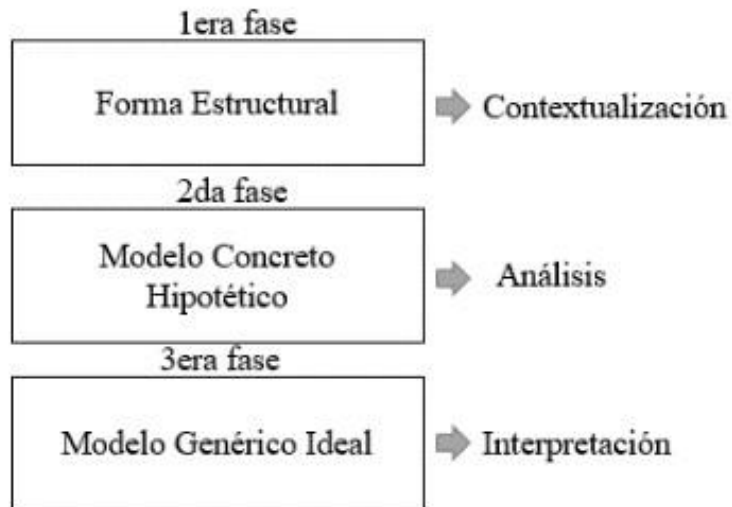 1era fase
Forma Estructural
Contextualización
2da fase
Modelo Concreto
Hipotético
Análisis
3era fase
Modelo Genérico Ideal
Interpretación